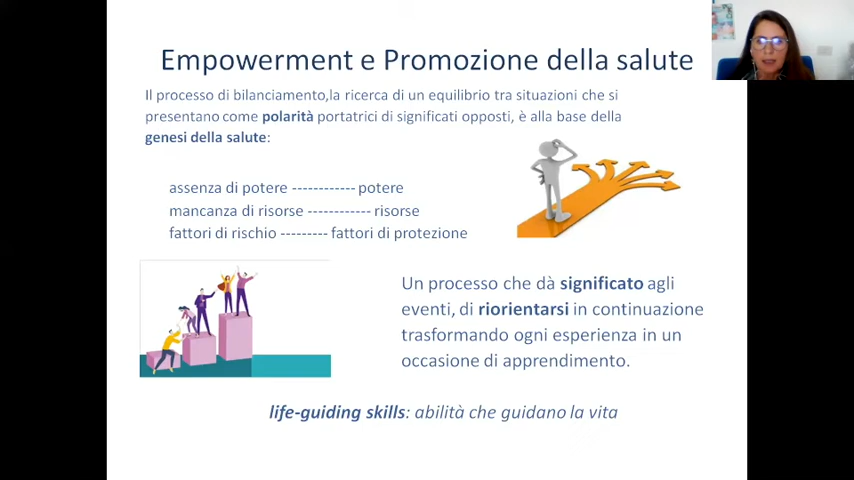 Empowerment e Promozione della salute
Il processo di bilanciamento,la ricerca di un equilibrio tra situazioni che si
presentano come polarità portatrici di significati opposti, è alla base della
genesi della salute:
assenza di potere ------------ potere
mancanza di risorse ------------ risorse
fattori di rischio --------- fattori di protezione
Un processo che dà significato agli
eventi, di riorientarsi in continuazione
trasformando ogni esperienza in un
occasione di apprendimento.
life-guiding skills: abilità che guidano la vita